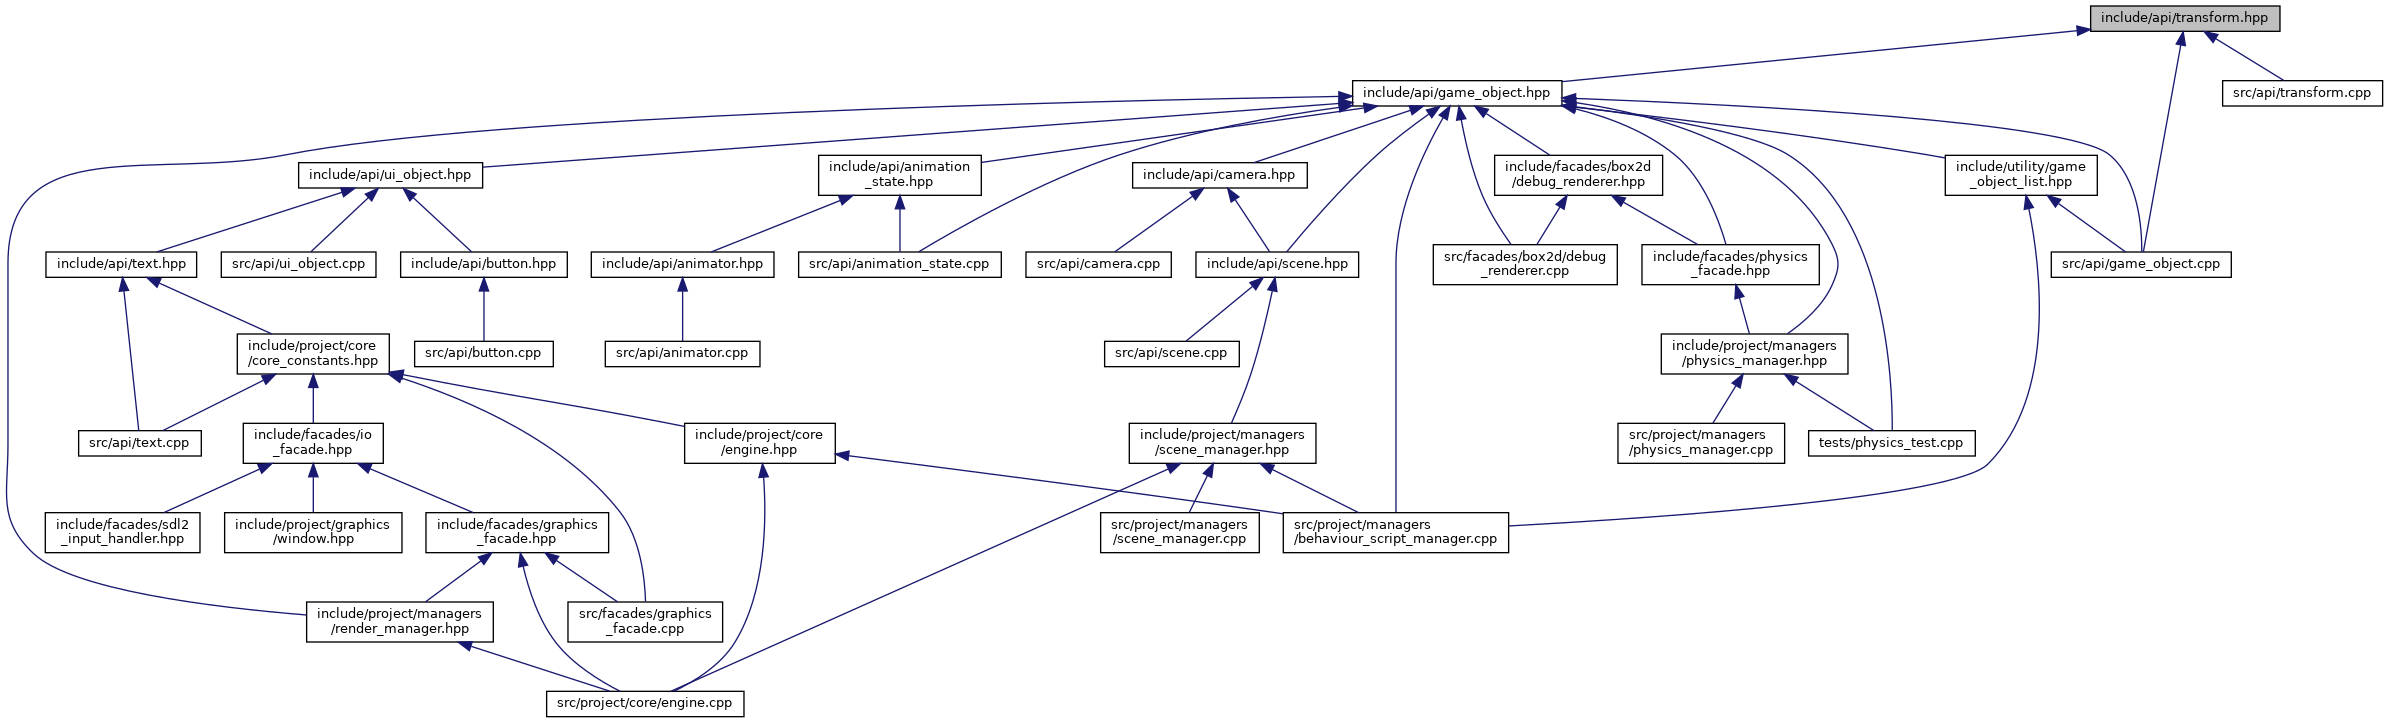 include/api/transform.hpp
include/api/game_object.hpp
src/api/transform.cpp
include/api/ui_object.hpp
include/api/animation
_state.hpp
include/api/camera.hpp
include/facades/box2d
/debug_renderer.hpp
include/utility/game
_object_list.hpp
include/api/text.hpp
src/api/ui_object.cpp
include/api/button.hpp
include/api/animator.hpp
src/api/animation_state.cpp
src/api/camera.cpp
include/api/scene.hpp
src/facades/box2d/debug
_renderer.cpp
include/facades/physics
_facade.hpp
src/api/game_object.cpp
include/project/core
/core_constants.hpp
src/api/button.cpp
src/api/animator.cpp
src/api/scene.cpp
include/project/managers
/physics_manager.hpp
src/api/text.cpp
include/facades/io
_facade.hpp
include/project/core
/engine.hpp
include/project/managers
/scene_manager.hpp
src/project/managers
/physics_manager.cpp
tests/physics_test.cpp
include/facades/sdl2
_input_handler.hpp
include/project/graphics
/window.hpp
include/facades/graphics
_facade.hpp
src/project/managers
/scene_manager.cpp
src/project/managers
/behaviour_script_manager.cpp
include/project/managers
/render_manager.hpp
src/facades/graphics
_facade.cpp
src/project/core/engine.cpp